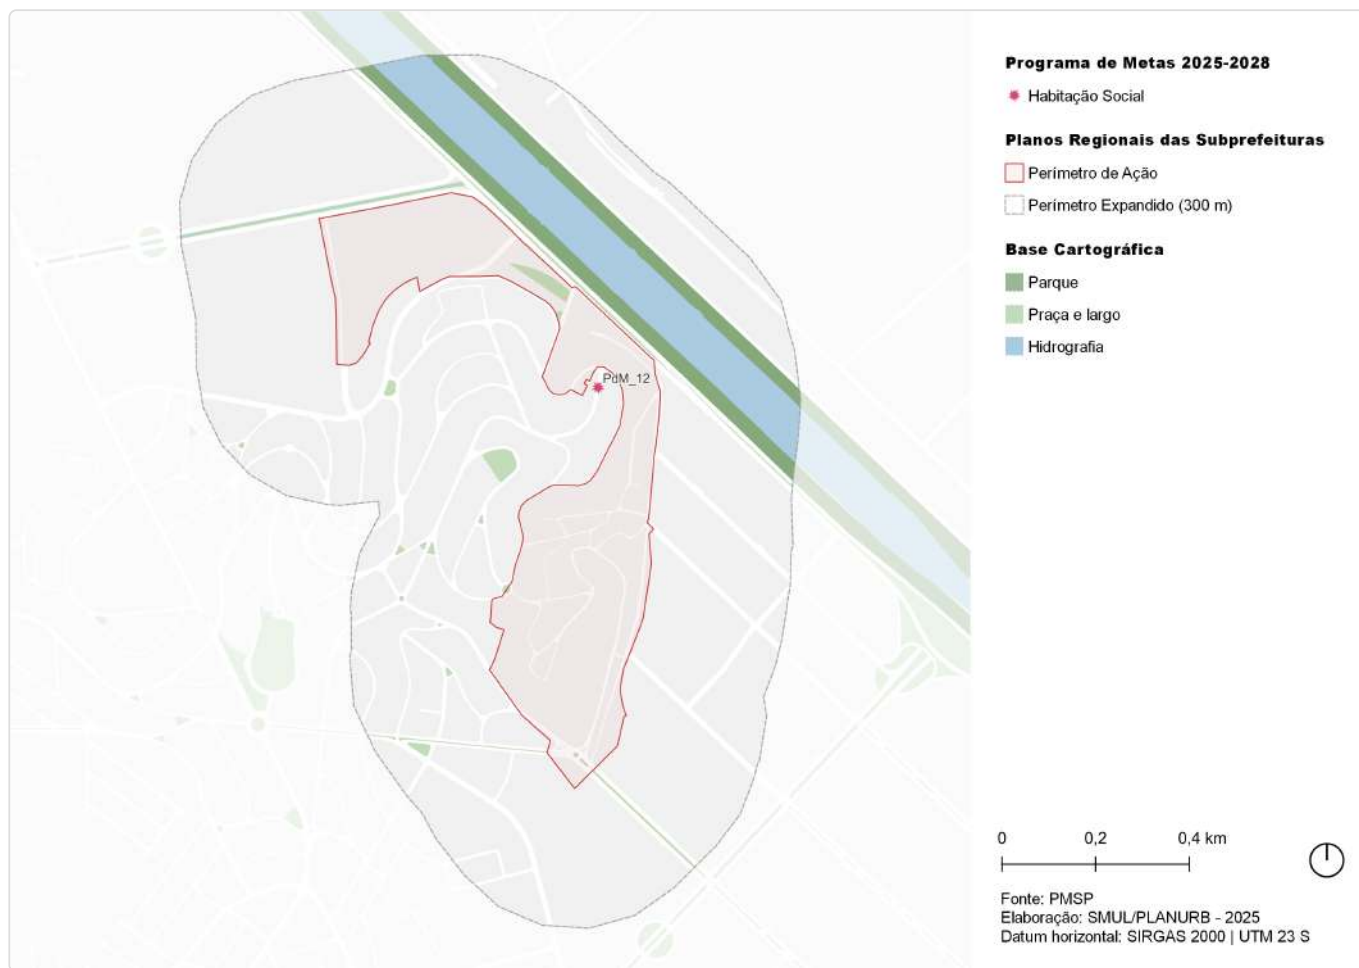 Programa de Metas 2025-2028
Habitação Social
Planos Regionais das Subprefeituras
Perímetro de Ação
Perímetro Expandido (300 m)
Base Cartográfica
Parque
Praça e largo
Hidrografia
PdM_12
0 0,2 0,4 km
Fonte: PMSP
Elaboração: SMUL/PLANURB - 2025
Datum horizontal: SIRGAS 2000 | UTM 23 S